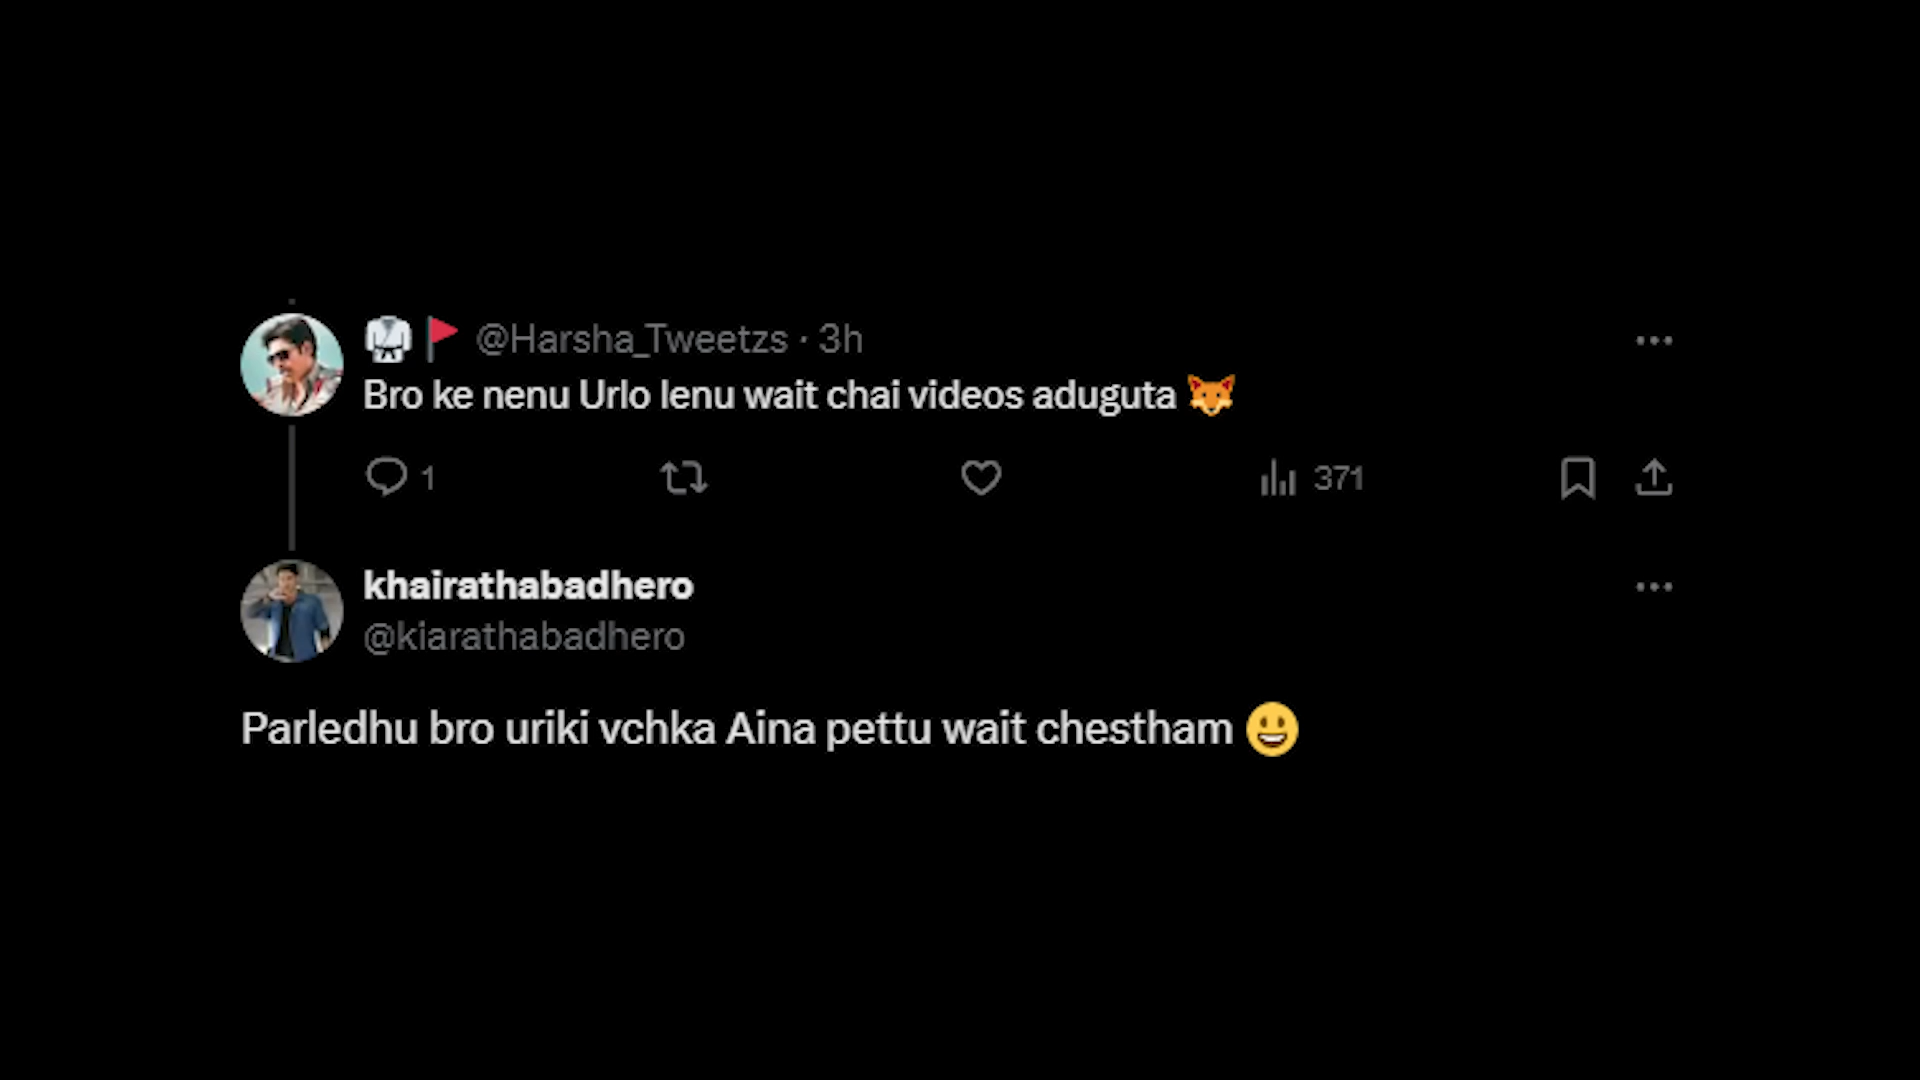 🥋🚩 @Harsha_Tweetzs · 3h
Bro ke nenu Urlo lenu wait chai videos aduguta 🦊
1 371
khairathabadhero
@kiarathabadhero
Parledhu bro uriki vchka Aina pettu wait chestham 😀